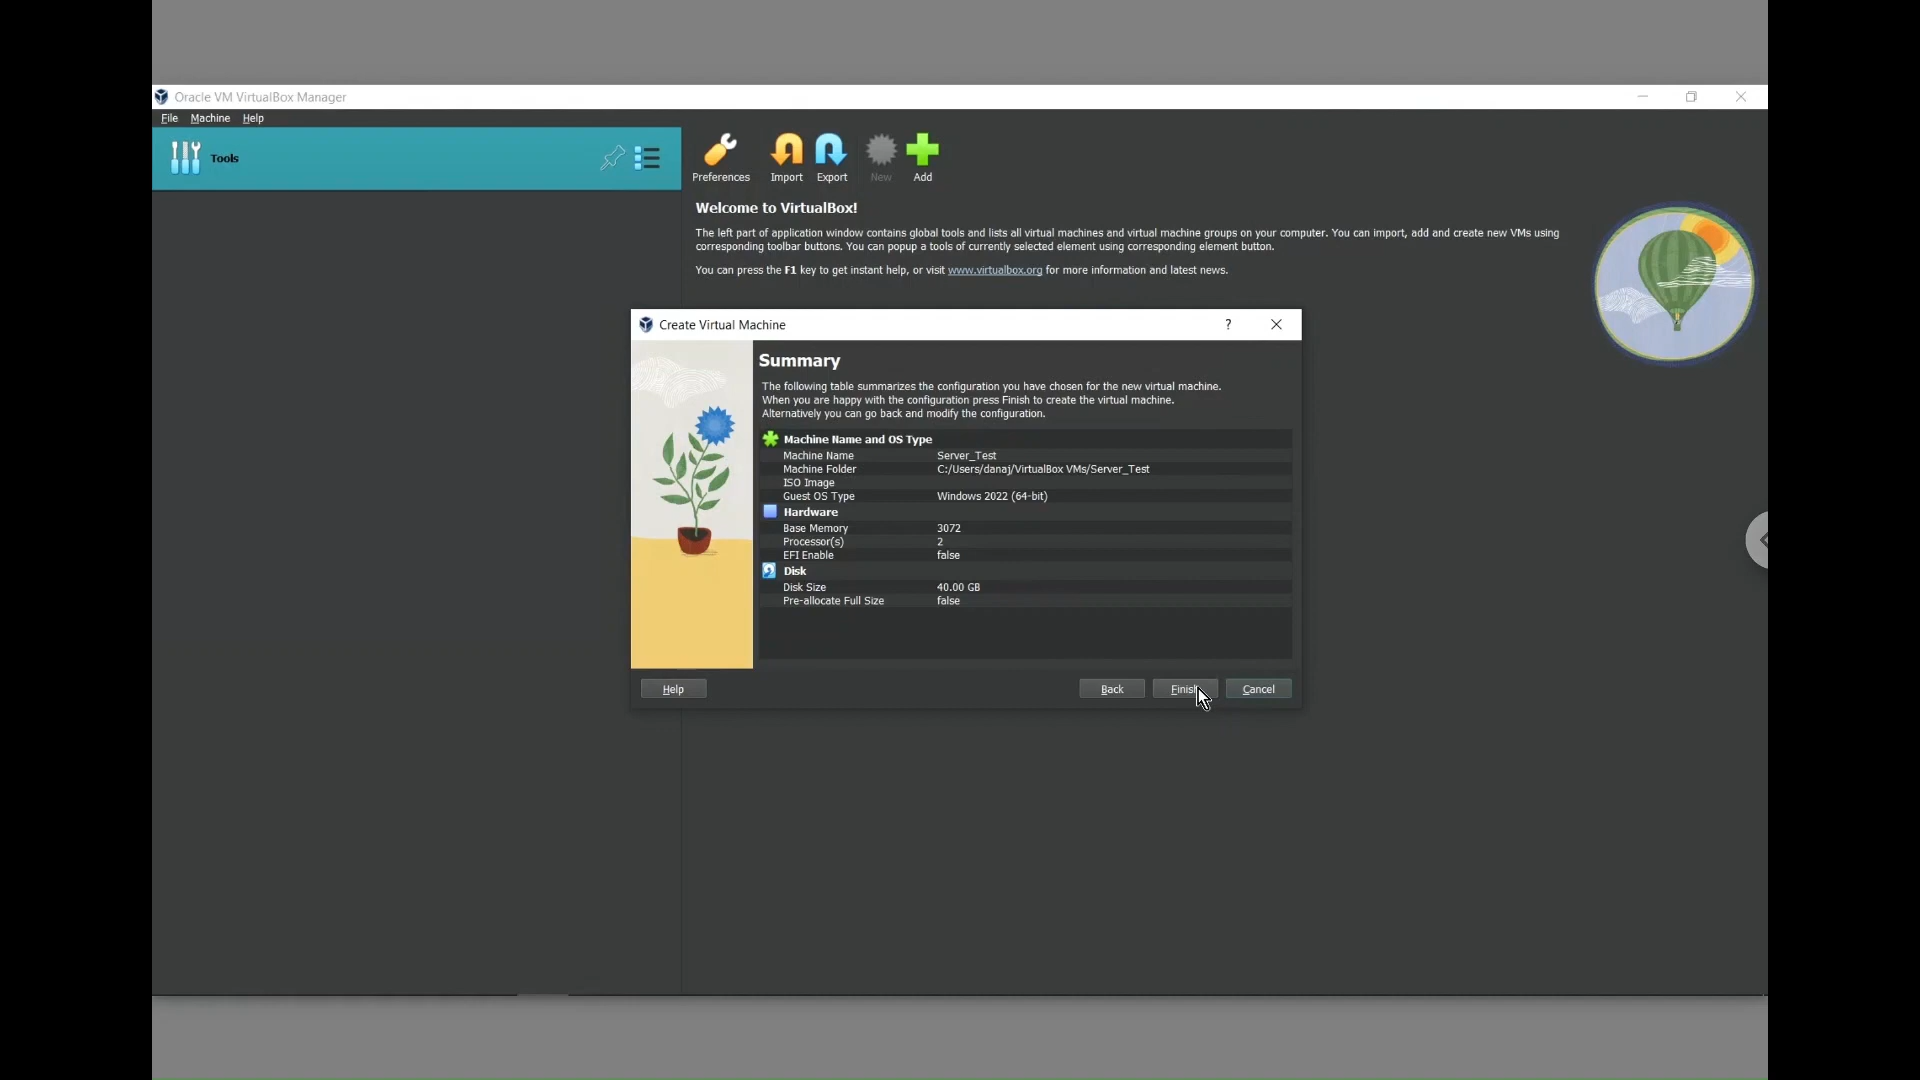 Oracle VM VirtualBox Manager
File Machine Help
Tools
Preferences Import Export New Add
Welcome to VirtualBox!
The left part of application window contains global tools and lists all virtual machines and virtual machine groups on your computer. You can import, add and create new VMs using
corresponding toolbar buttons. You can popup a tools of currently selected element using corresponding element button.
You can press the F1 key to get instant help, or visit www.virtualbox.org for more information and latest news.
Create Virtual Machine
?
Summary
The following table summarizes the configuration you have chosen for the new virtual machine.
When you are happy with the configuration press Finish to create the virtual machine.
Alternatively you can go back and modify the configuration.
Machine Name and OS Type
Machine Name Server_Test
Machine Folder C:/Users/danaj/VirtualBox VMs/Server_Test
ISO Image
Guest OS Type Windows 2022 (64-bit)
Hardware
Base Memory 3072
Processor(s) 2
EFI Enable false
Disk
Disk Size 40.00 GB
Pre-allocate Full Size false
Help Back Finish Cancel